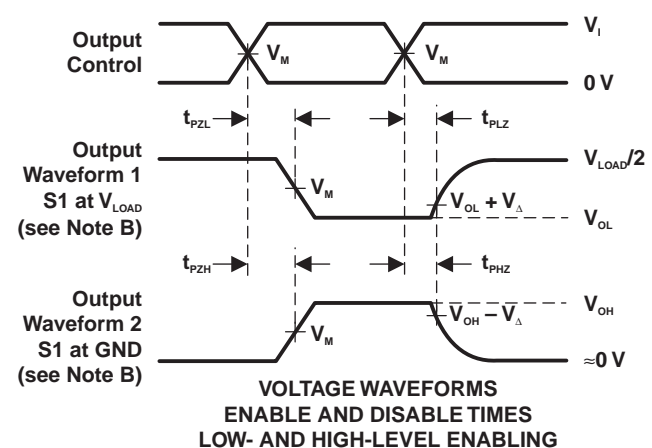 Output
Control
V_M
V_M
V_I
0 V
t_PZL
t_PLZ
Output
Waveform 1
S1 at V_LOAD
(see Note B)
V_M
V_OL + V_Δ
V_LOAD/2
V_OL
t_PZH
t_PHZ
Output
Waveform 2
S1 at GND
(see Note B)
V_M
V_OH – V_Δ
V_OH
≈0 V
VOLTAGE WAVEFORMS
ENABLE AND DISABLE TIMES
LOW- AND HIGH-LEVEL ENABLING